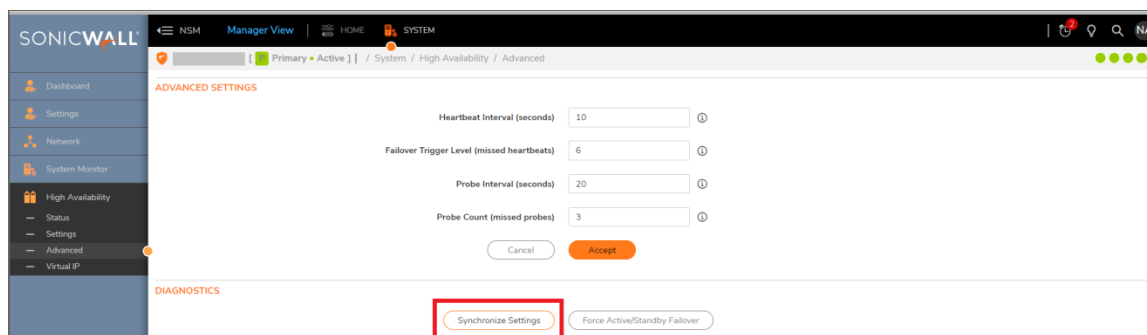 SONICWALL
NSM Manager View HOME SYSTEM 2 NA
[ P Primary • Active ] | / System / High Availability / Advanced
Dashboard
Settings
Network
System Monitor
High Availability
Status
Settings
Advanced
Virtual IP
ADVANCED SETTINGS
Heartbeat Interval (seconds) 10
Failover Trigger Level (missed heartbeats) 6
Probe Interval (seconds) 20
Probe Count (missed probes) 3
Cancel Accept
DIAGNOSTICS
Synchronize Settings Force Active/Standby Failover